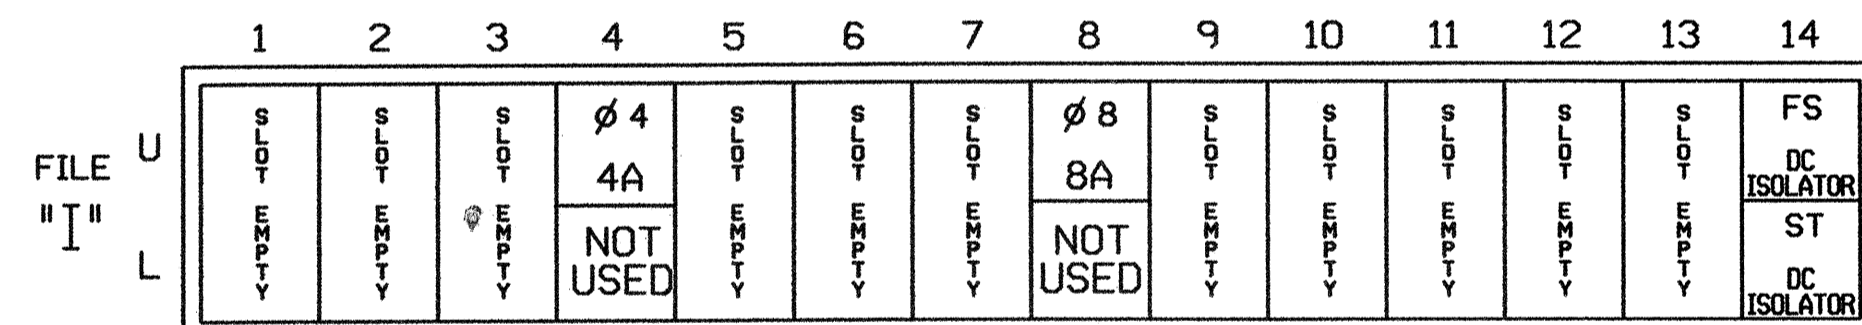 1 2 3 4 5 6 7 8 9 10 11 12 13 14
FILE "I"
U
L
SLOT EMPTY
SLOT EMPTY
SLOT EMPTY
Ø 4
4A
NOT
USED
SLOT EMPTY
SLOT EMPTY
SLOT EMPTY
Ø 8
8A
NOT
USED
SLOT EMPTY
SLOT EMPTY
SLOT EMPTY
SLOT EMPTY
SLOT EMPTY
FS
DC
ISOLATOR
ST
DC
ISOLATOR